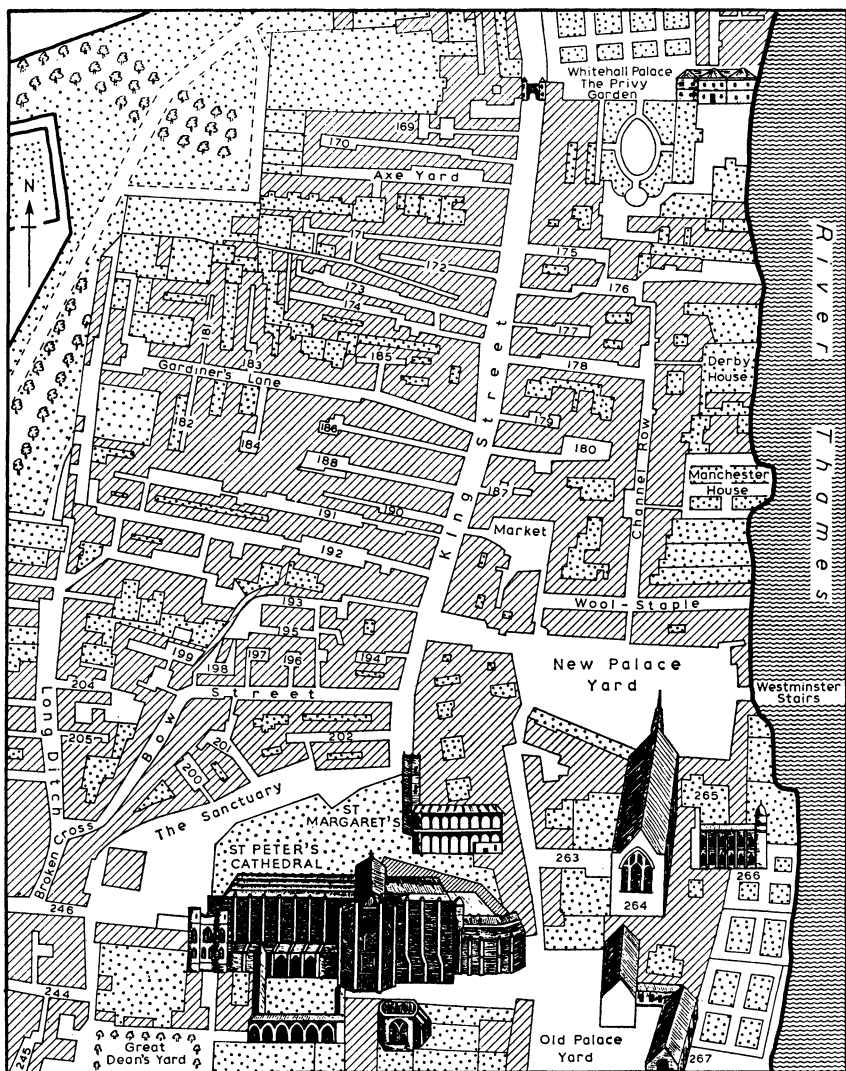 Whitehall Palace
The Privy
Garden
169
170
Axe Yard
N
171
175
172
173
176
174
177
181
183
185
178
Derby
House
Gardiner's Lane
182
184
186
179
180
188
187
Manchester
House
190
191
Market
192
King Street
Channel Row
River Thames
193
Wool-Staple
195
199
198
197
196
194
New Palace
Yard
204
Bow Street
Westminster
Stairs
Long Ditch
205
201
202
200
The Sanctuary
265
ST
MARGARET'S
Broken Cross
ST PETER'S
CATHEDRAL
263
266
264
246
244
245
Great
Dean's Yard
Old Palace
Yard
267